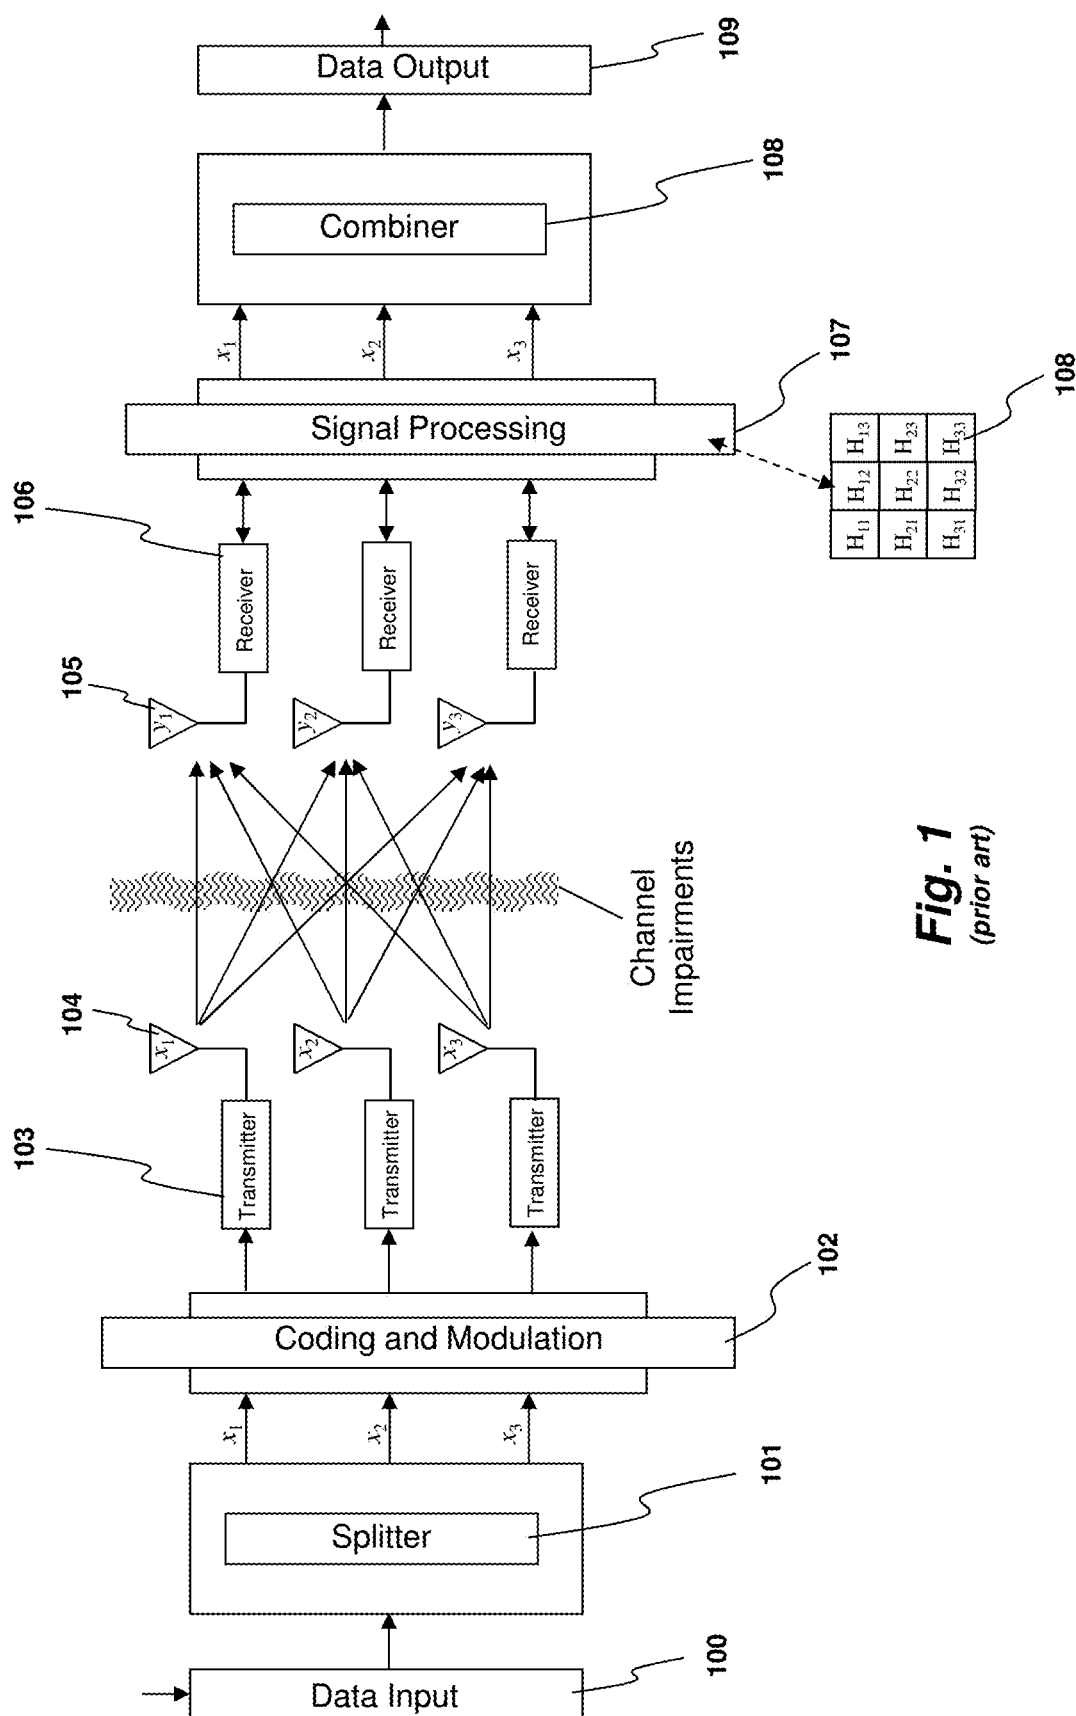 100
Data Input
101
Splitter
x1
x2
x3
102
Coding and Modulation
103
Transmitter
Transmitter
Transmitter
104
x1
x2
x3
Channel
Impairments
105
y1
y2
y3
106
Receiver
Receiver
Receiver
107
Signal Processing
H11 H12 H13
H21 H22 H23
H31 H32 H33
108
x1
x2
x3
108
Combiner
109
Data Output
Fig. 1
(prior art)